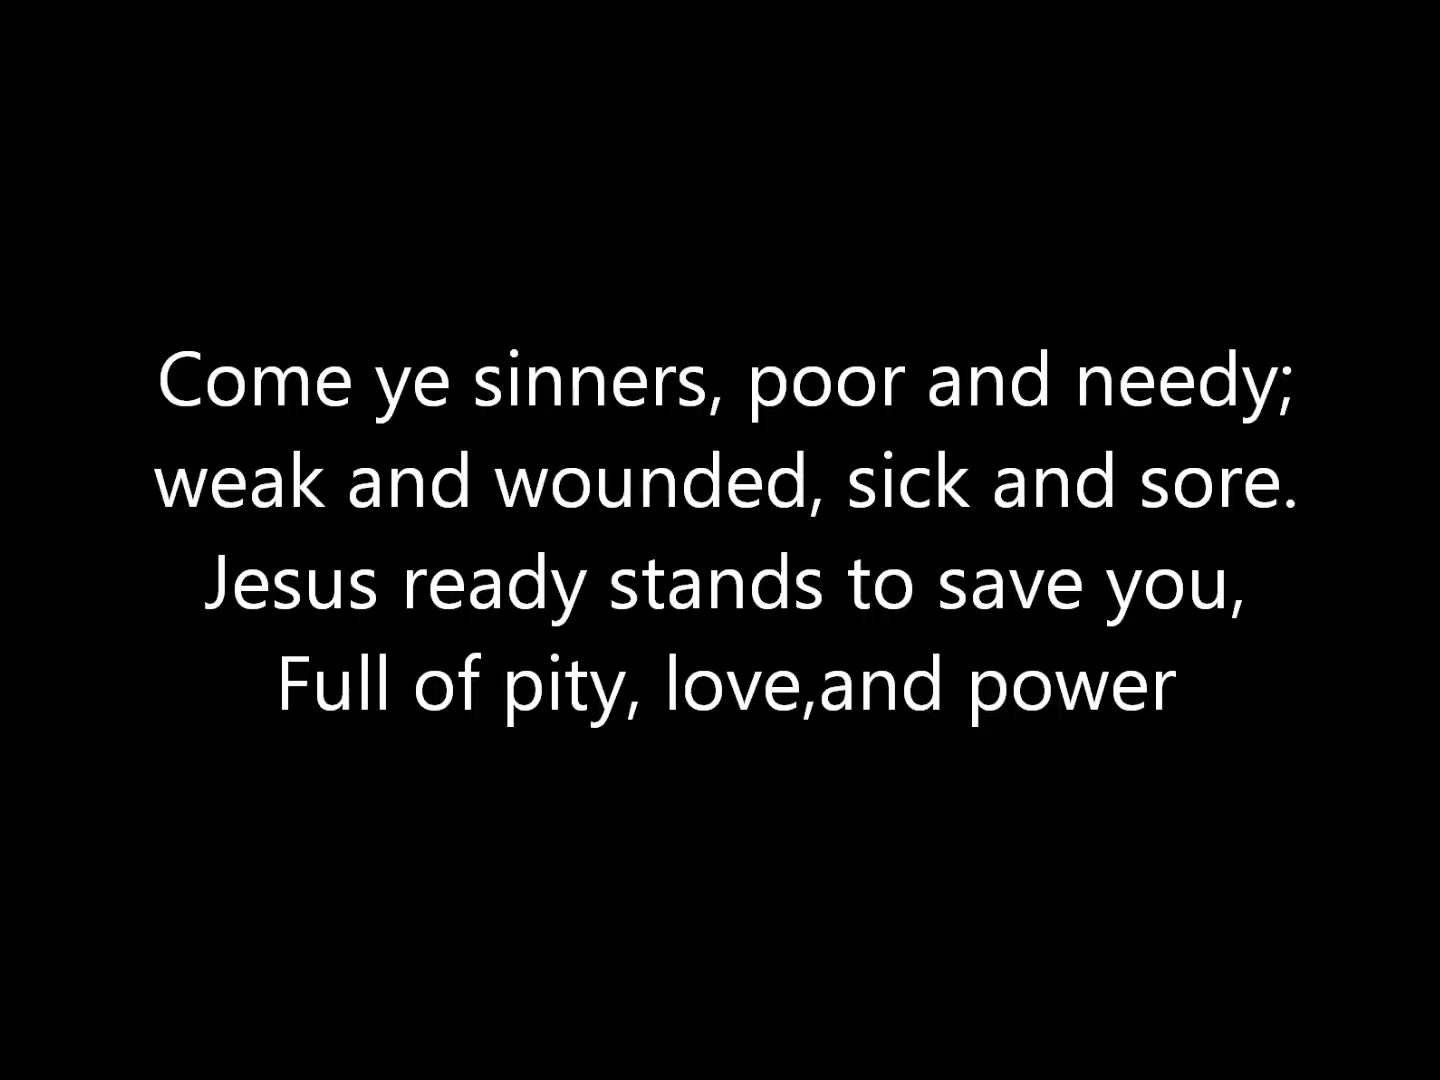 Come ye sinners, poor and needy;
weak and wounded, sick and sore.
Jesus ready stands to save you,
Full of pity, love,and power